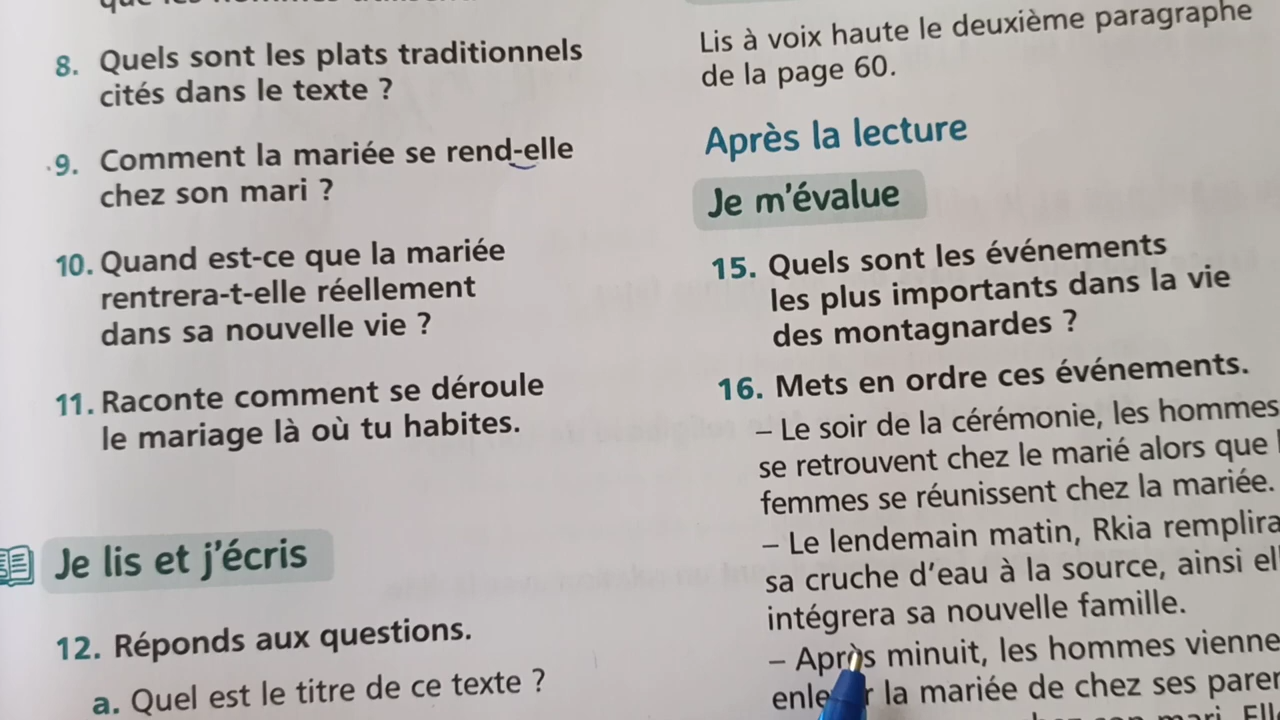 8. Quels sont les plats traditionnels
cités dans le texte ?
9. Comment la mariée se rend-elle
chez son mari ?
10. Quand est-ce que la mariée
rentrera-t-elle réellement
dans sa nouvelle vie ?
11. Raconte comment se déroule
le mariage là où tu habites.
Je lis et j'écris
12. Réponds aux questions.
a. Quel est le titre de ce texte ?
Lis à voix haute le deuxième paragraphe
de la page 60.
Après la lecture
Je m'évalue
15. Quels sont les événements
les plus importants dans la vie
des montagnardes ?
16. Mets en ordre ces événements.
– Le soir de la cérémonie, les hommes
se retrouvent chez le marié alors que
femmes se réunissent chez la mariée.
– Le lendemain matin, Rkia remplira
sa cruche d'eau à la source, ainsi
intégrera sa nouvelle famille.
– Après minuit, les hommes
la mariée de chez ses